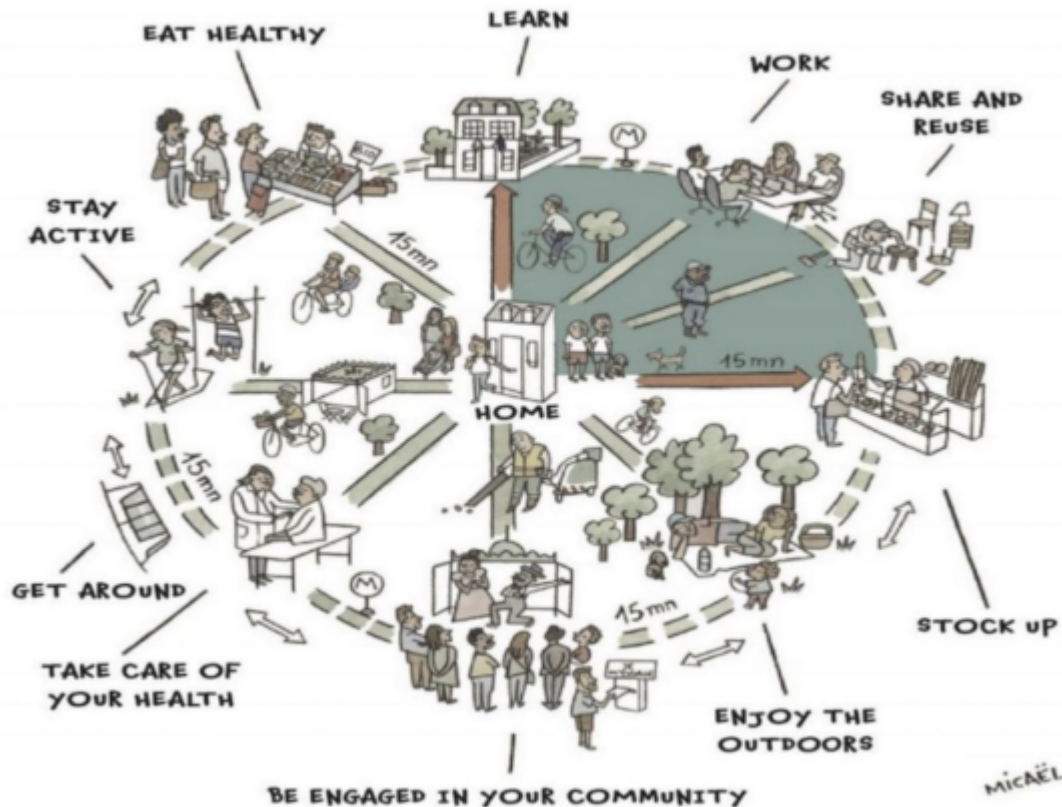 LEARN
EAT HEALTHY
WORK
SHARE AND
REUSE
M
STAY
ACTIVE
15mn
15mn
HOME
15mn
GET AROUND
M
15mn
STOCK UP
TAKE CARE OF
YOUR HEALTH
ENJOY THE
OUTDOORS
BE ENGAGED IN YOUR COMMUNITY
MICAËL